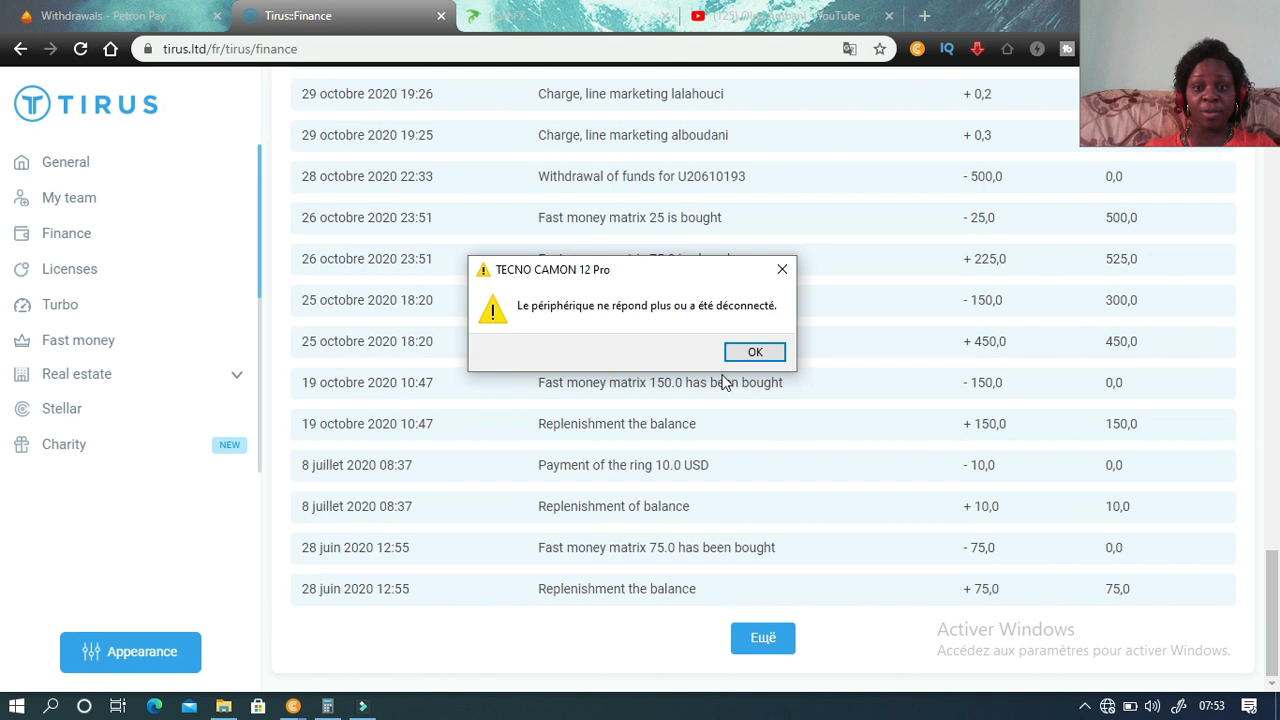 Withdrawals - Petron Pay
Tirus::Finance
YouTube
tirus.ltd/fr/tirus/finance
TIRUS
General
My team
Finance
Licenses
Turbo
Fast money
Real estate
Stellar
Charity NEW
Appearance
29 octobre 2020 19:26 Charge, line marketing lalahouci + 0,2
29 octobre 2020 19:25 Charge, line marketing alboudani + 0,3
28 octobre 2020 22:33 Withdrawal of funds for U20610193 - 500,0 0,0
26 octobre 2020 23:51 Fast money matrix 25 is bought - 25,0 500,0
26 octobre 2020 23:51 + 225,0 525,0
25 octobre 2020 18:20 - 150,0 300,0
25 octobre 2020 18:20 + 450,0 450,0
19 octobre 2020 10:47 Fast money matrix 150.0 has been bought - 150,0 0,0
19 octobre 2020 10:47 Replenishment the balance + 150,0 150,0
8 juillet 2020 08:37 Payment of the ring 10.0 USD - 10,0 0,0
8 juillet 2020 08:37 Replenishment of balance + 10,0 10,0
28 juin 2020 12:55 Fast money matrix 75.0 has been bought - 75,0 0,0
28 juin 2020 12:55 Replenishment the balance + 75,0 75,0
Ещё
TECNO CAMON 12 Pro
Le périphérique ne répond plus ou a été déconnecté.
OK
Activer Windows
Accédez aux paramètres pour activer Windows.
07:53